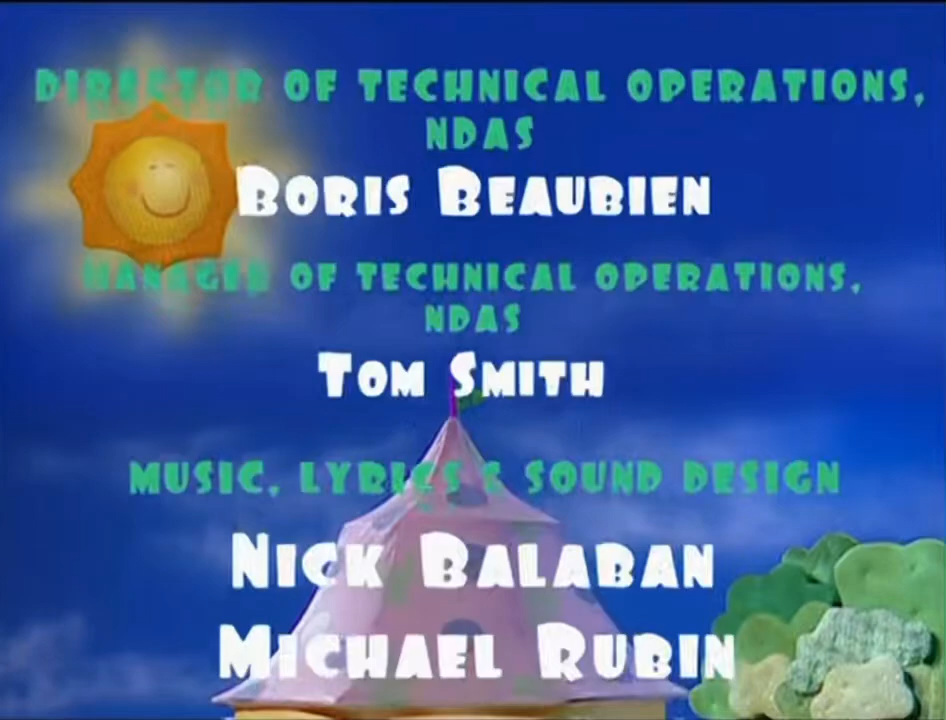 DIRECTOR OF TECHNICAL OPERATIONS,
NDAS
BORIS BEAUBIEN
MANAGER OF TECHNICAL OPERATIONS,
NDAS
TOM SMITH
MUSIC, LYRICS & SOUND DESIGN
NICK BALABAN
MICHAEL RUBIN